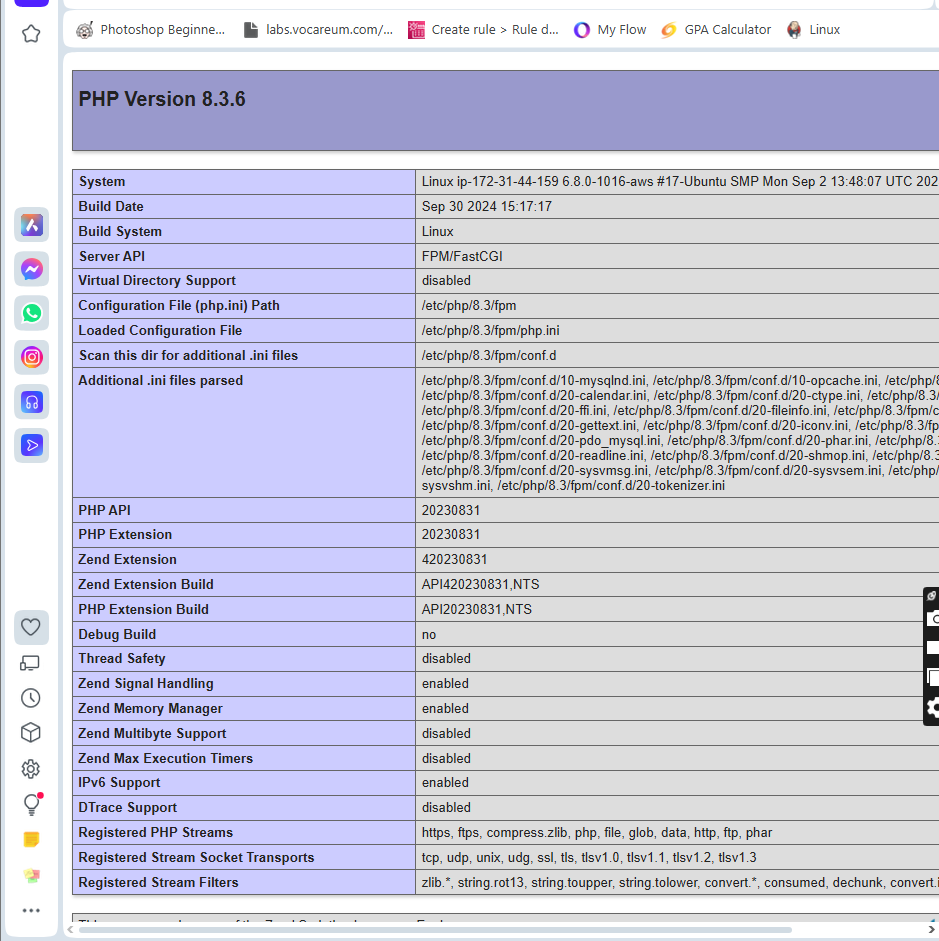 Photoshop Beginne... labs.vocareum.com/... Create rule > Rule d... My Flow GPA Calculator Linux
PHP Version 8.3.6
System Linux ip-172-31-44-159 6.8.0-1016-aws #17-Ubuntu SMP Mon Sep 2 13:48:07 UTC 202
Build Date Sep 30 2024 15:17:17
Build System Linux
Server API FPM/FastCGI
Virtual Directory Support disabled
Configuration File (php.ini) Path /etc/php/8.3/fpm
Loaded Configuration File /etc/php/8.3/fpm/php.ini
Scan this dir for additional .ini files /etc/php/8.3/fpm/conf.d
Additional .ini files parsed /etc/php/8.3/fpm/conf.d/10-mysqlnd.ini, /etc/php/8.3/fpm/conf.d/10-opcache.ini, /etc/php/8
/etc/php/8.3/fpm/conf.d/20-calendar.ini, /etc/php/8.3/fpm/conf.d/20-ctype.ini, /etc/php/8.3/
/etc/php/8.3/fpm/conf.d/20-ffi.ini, /etc/php/8.3/fpm/conf.d/20-fileinfo.ini, /etc/php/8.3/fpm/c
/etc/php/8.3/fpm/conf.d/20-gettext.ini, /etc/php/8.3/fpm/conf.d/20-iconv.ini, /etc/php/8.3/fp
/etc/php/8.3/fpm/conf.d/20-pdo_mysql.ini, /etc/php/8.3/fpm/conf.d/20-phar.ini, /etc/php/8.3
/etc/php/8.3/fpm/conf.d/20-readline.ini, /etc/php/8.3/fpm/conf.d/20-shmop.ini, /etc/php/8.3
/etc/php/8.3/fpm/conf.d/20-sysvmsg.ini, /etc/php/8.3/fpm/conf.d/20-sysvsem.ini, /etc/php/
sysvshm.ini, /etc/php/8.3/fpm/conf.d/20-tokenizer.ini
PHP API 20230831
PHP Extension 20230831
Zend Extension 420230831
Zend Extension Build API420230831,NTS
PHP Extension Build API20230831,NTS
Debug Build no
Thread Safety disabled
Zend Signal Handling enabled
Zend Memory Manager enabled
Zend Multibyte Support disabled
Zend Max Execution Timers disabled
IPv6 Support enabled
DTrace Support disabled
Registered PHP Streams https, ftps, compress.zlib, php, file, glob, data, http, ftp, phar
Registered Stream Socket Transports tcp, udp, unix, udg, ssl, tls, tlsv1.0, tlsv1.1, tlsv1.2, tlsv1.3
Registered Stream Filters zlib.*, string.rot13, string.toupper, string.tolower, convert.*, consumed, dechunk, convert.i